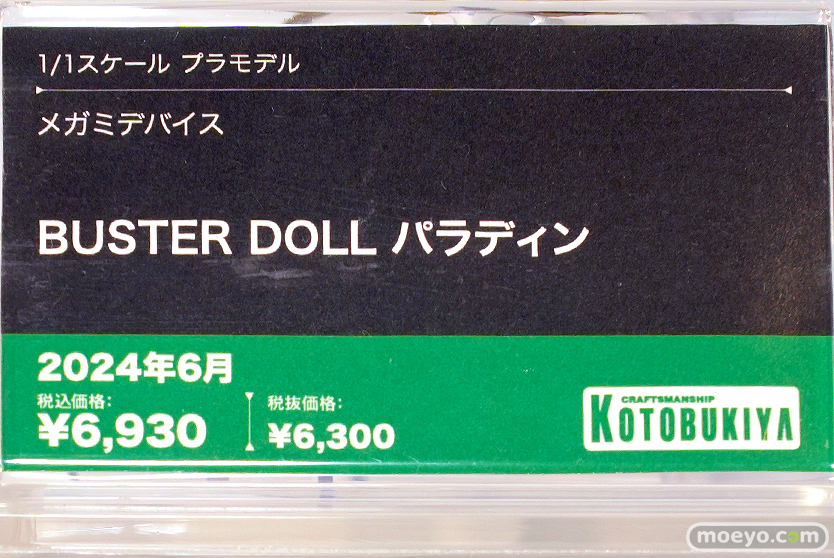 1/1スケール プラモデル
メガミデバイス
BUSTER DOLL パラディン
2024年6月
税込価格:
¥6,930
税抜価格:
¥6,300
CRAFTSMANSHIP
KOTOBUKIYA
moeyo.com